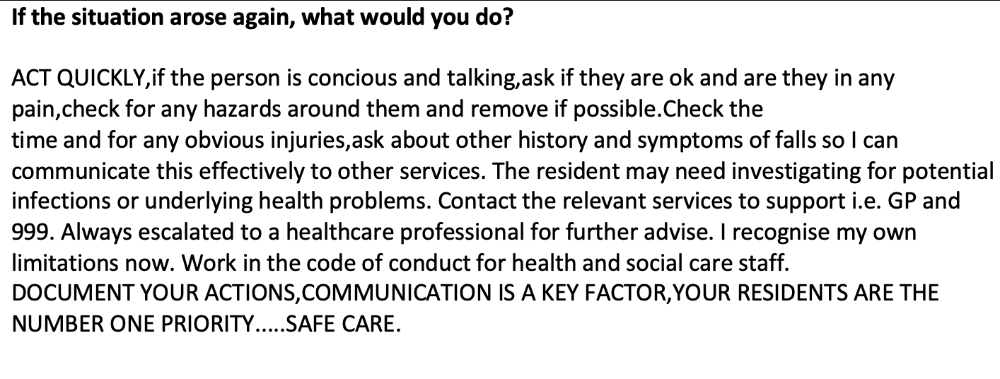 If the situation arose again, what would you do?
ACT QUICKLY,if the person is concious and talking,ask if they are ok and are they in any
pain,check for any hazards around them and remove if possible.Check the
time and for any obvious injuries,ask about other history and symptoms of falls so I can
communicate this effectively to other services. The resident may need investigating for potential
infections or underlying health problems. Contact the relevant services to support i.e. GP and
999. Always escalated to a healthcare professional for further advise. I recognise my own
limitations now. Work in the code of conduct for health and social care staff.
DOCUMENT YOUR ACTIONS,COMMUNICATION IS A KEY FACTOR,YOUR RESIDENTS ARE THE
NUMBER ONE PRIORITY.....SAFE CARE.